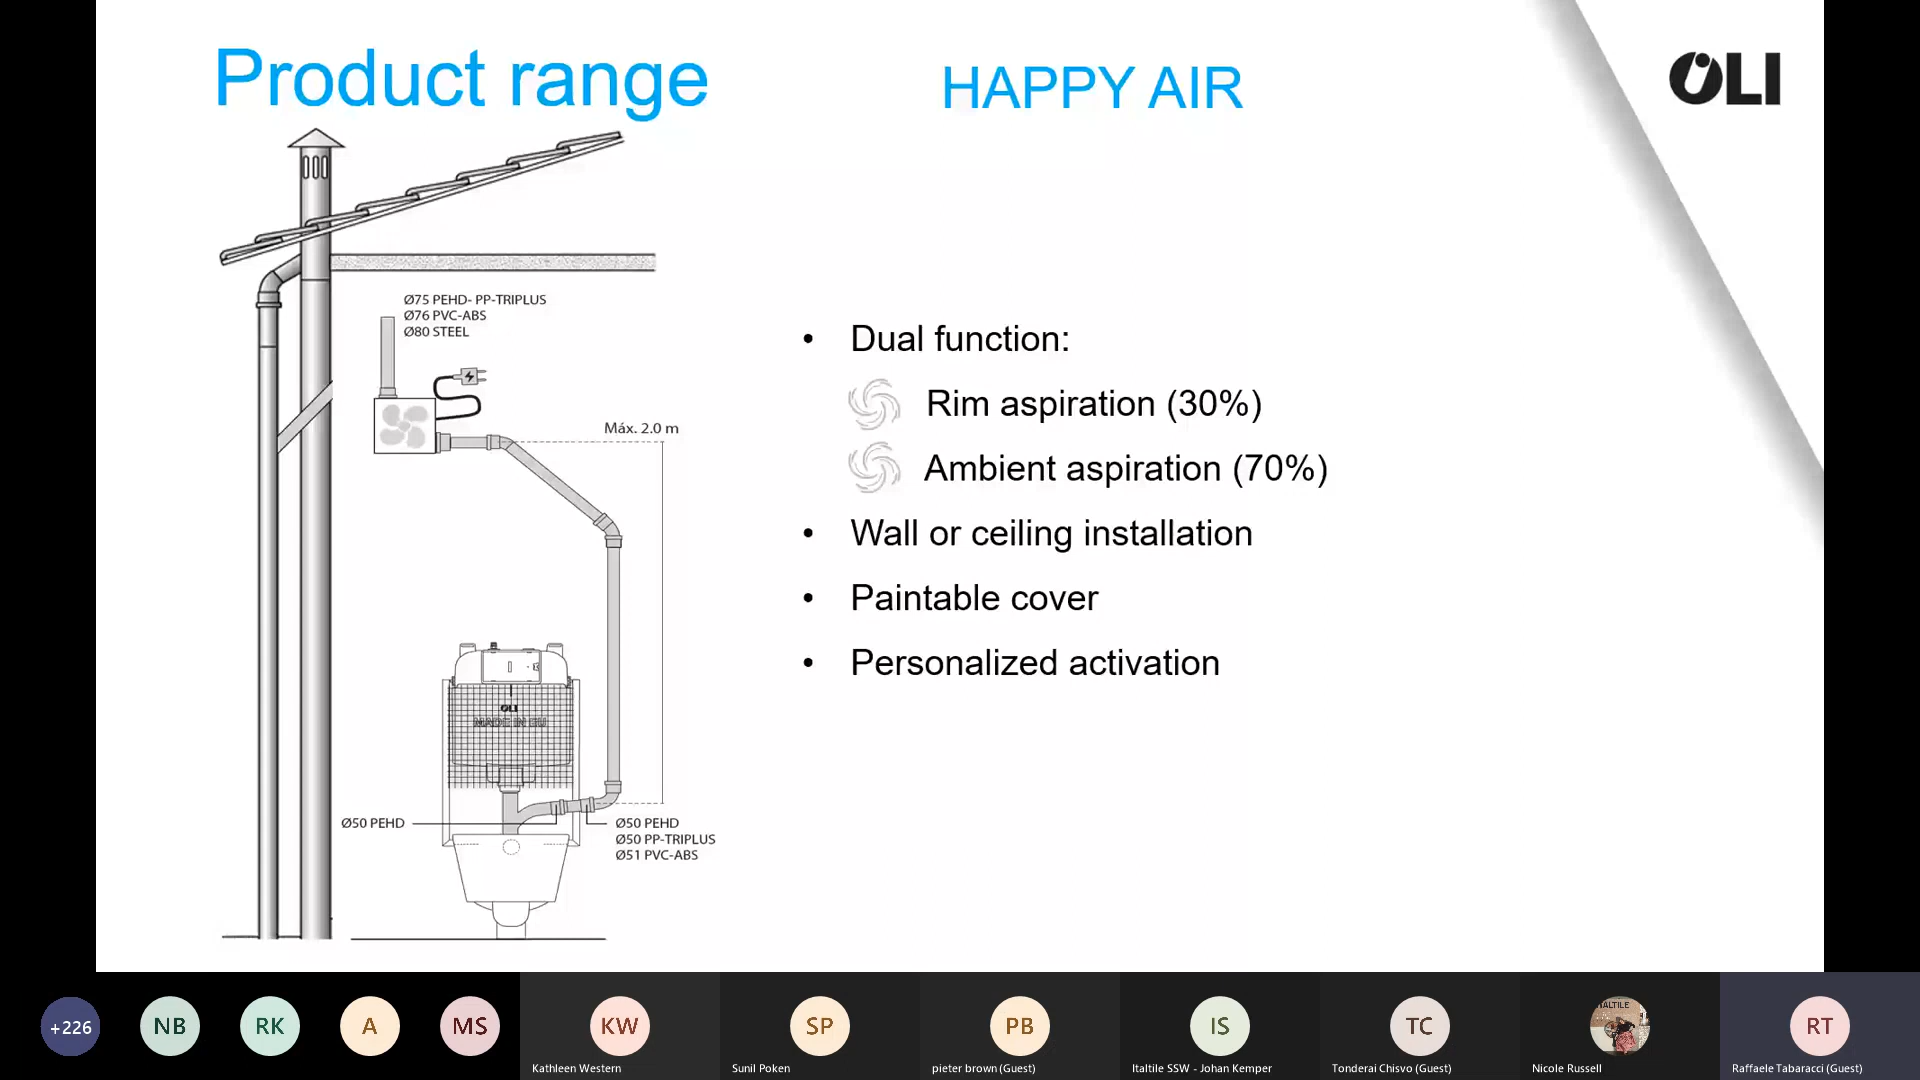 Product range
HAPPY AIR
OLI
Ø75 PEHD- PP-TRIPLUS
Ø76 PVC-ABS
Ø80 STEEL
Máx. 2.0 m
OLI
MADE IN EU
Ø50 PEHD
Ø50 PEHD
Ø50 PP-TRIPLUS
Ø51 PVC-ABS
• Dual function:
Rim aspiration (30%)
Ambient aspiration (70%)
• Wall or ceiling installation
• Paintable cover
• Personalized activation
+226
NB
RK
A
MS
KW
Kathleen Western
SP
Sunil Poken
PB
pieter brown (Guest)
IS
Italtile SSW - Johan Kemper
TC
Tonderai Chisvo (Guest)
Nicole Russell
RT
Raffaele Tabaracci (Guest)